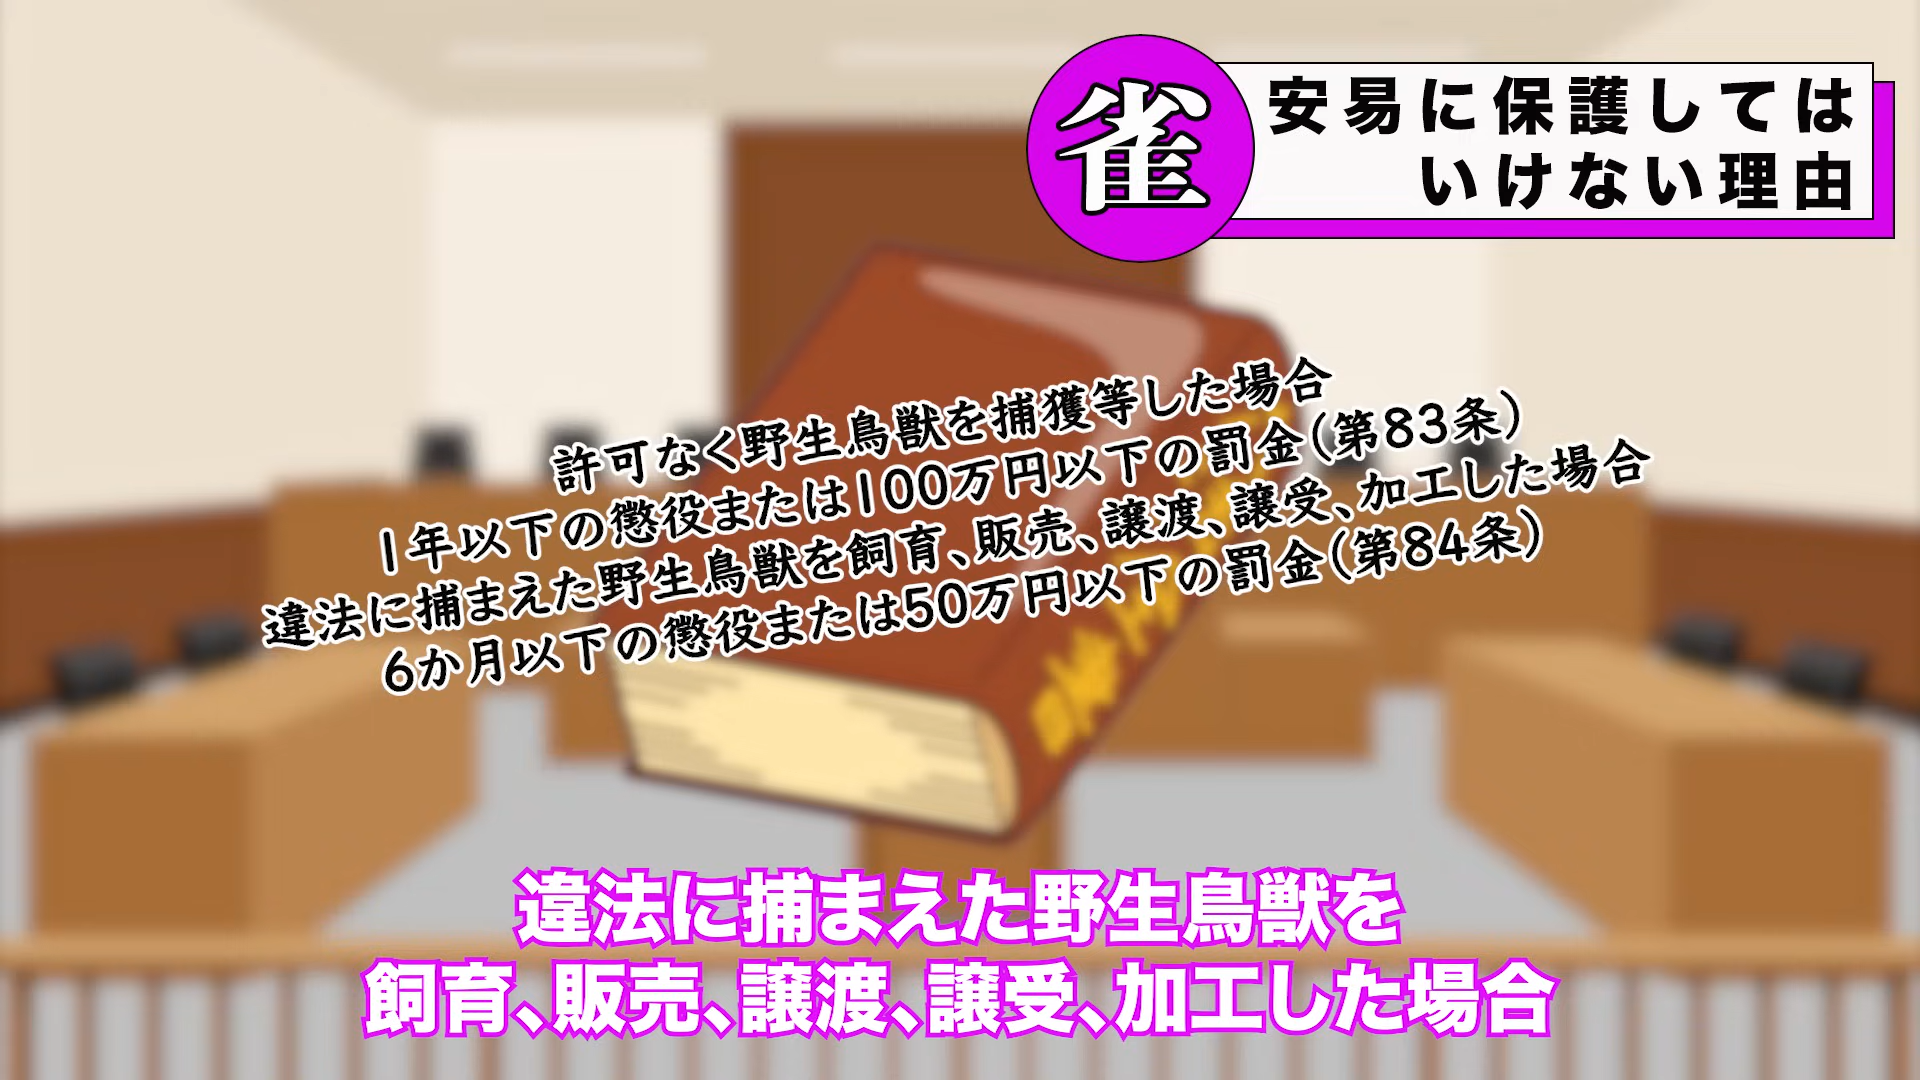 雀
安易に保護しては
いけない理由
許可なく野生鳥獣を捕獲等した場合
1年以下の懲役または100万円以下の罰金(第83条)
違法に捕まえた野生鳥獣を飼育、販売、譲渡、譲受、加工した場合
6か月以下の懲役または50万円以下の罰金(第84条)
違法に捕まえた野生鳥獣を
飼育、販売、譲渡、譲受、加工した場合